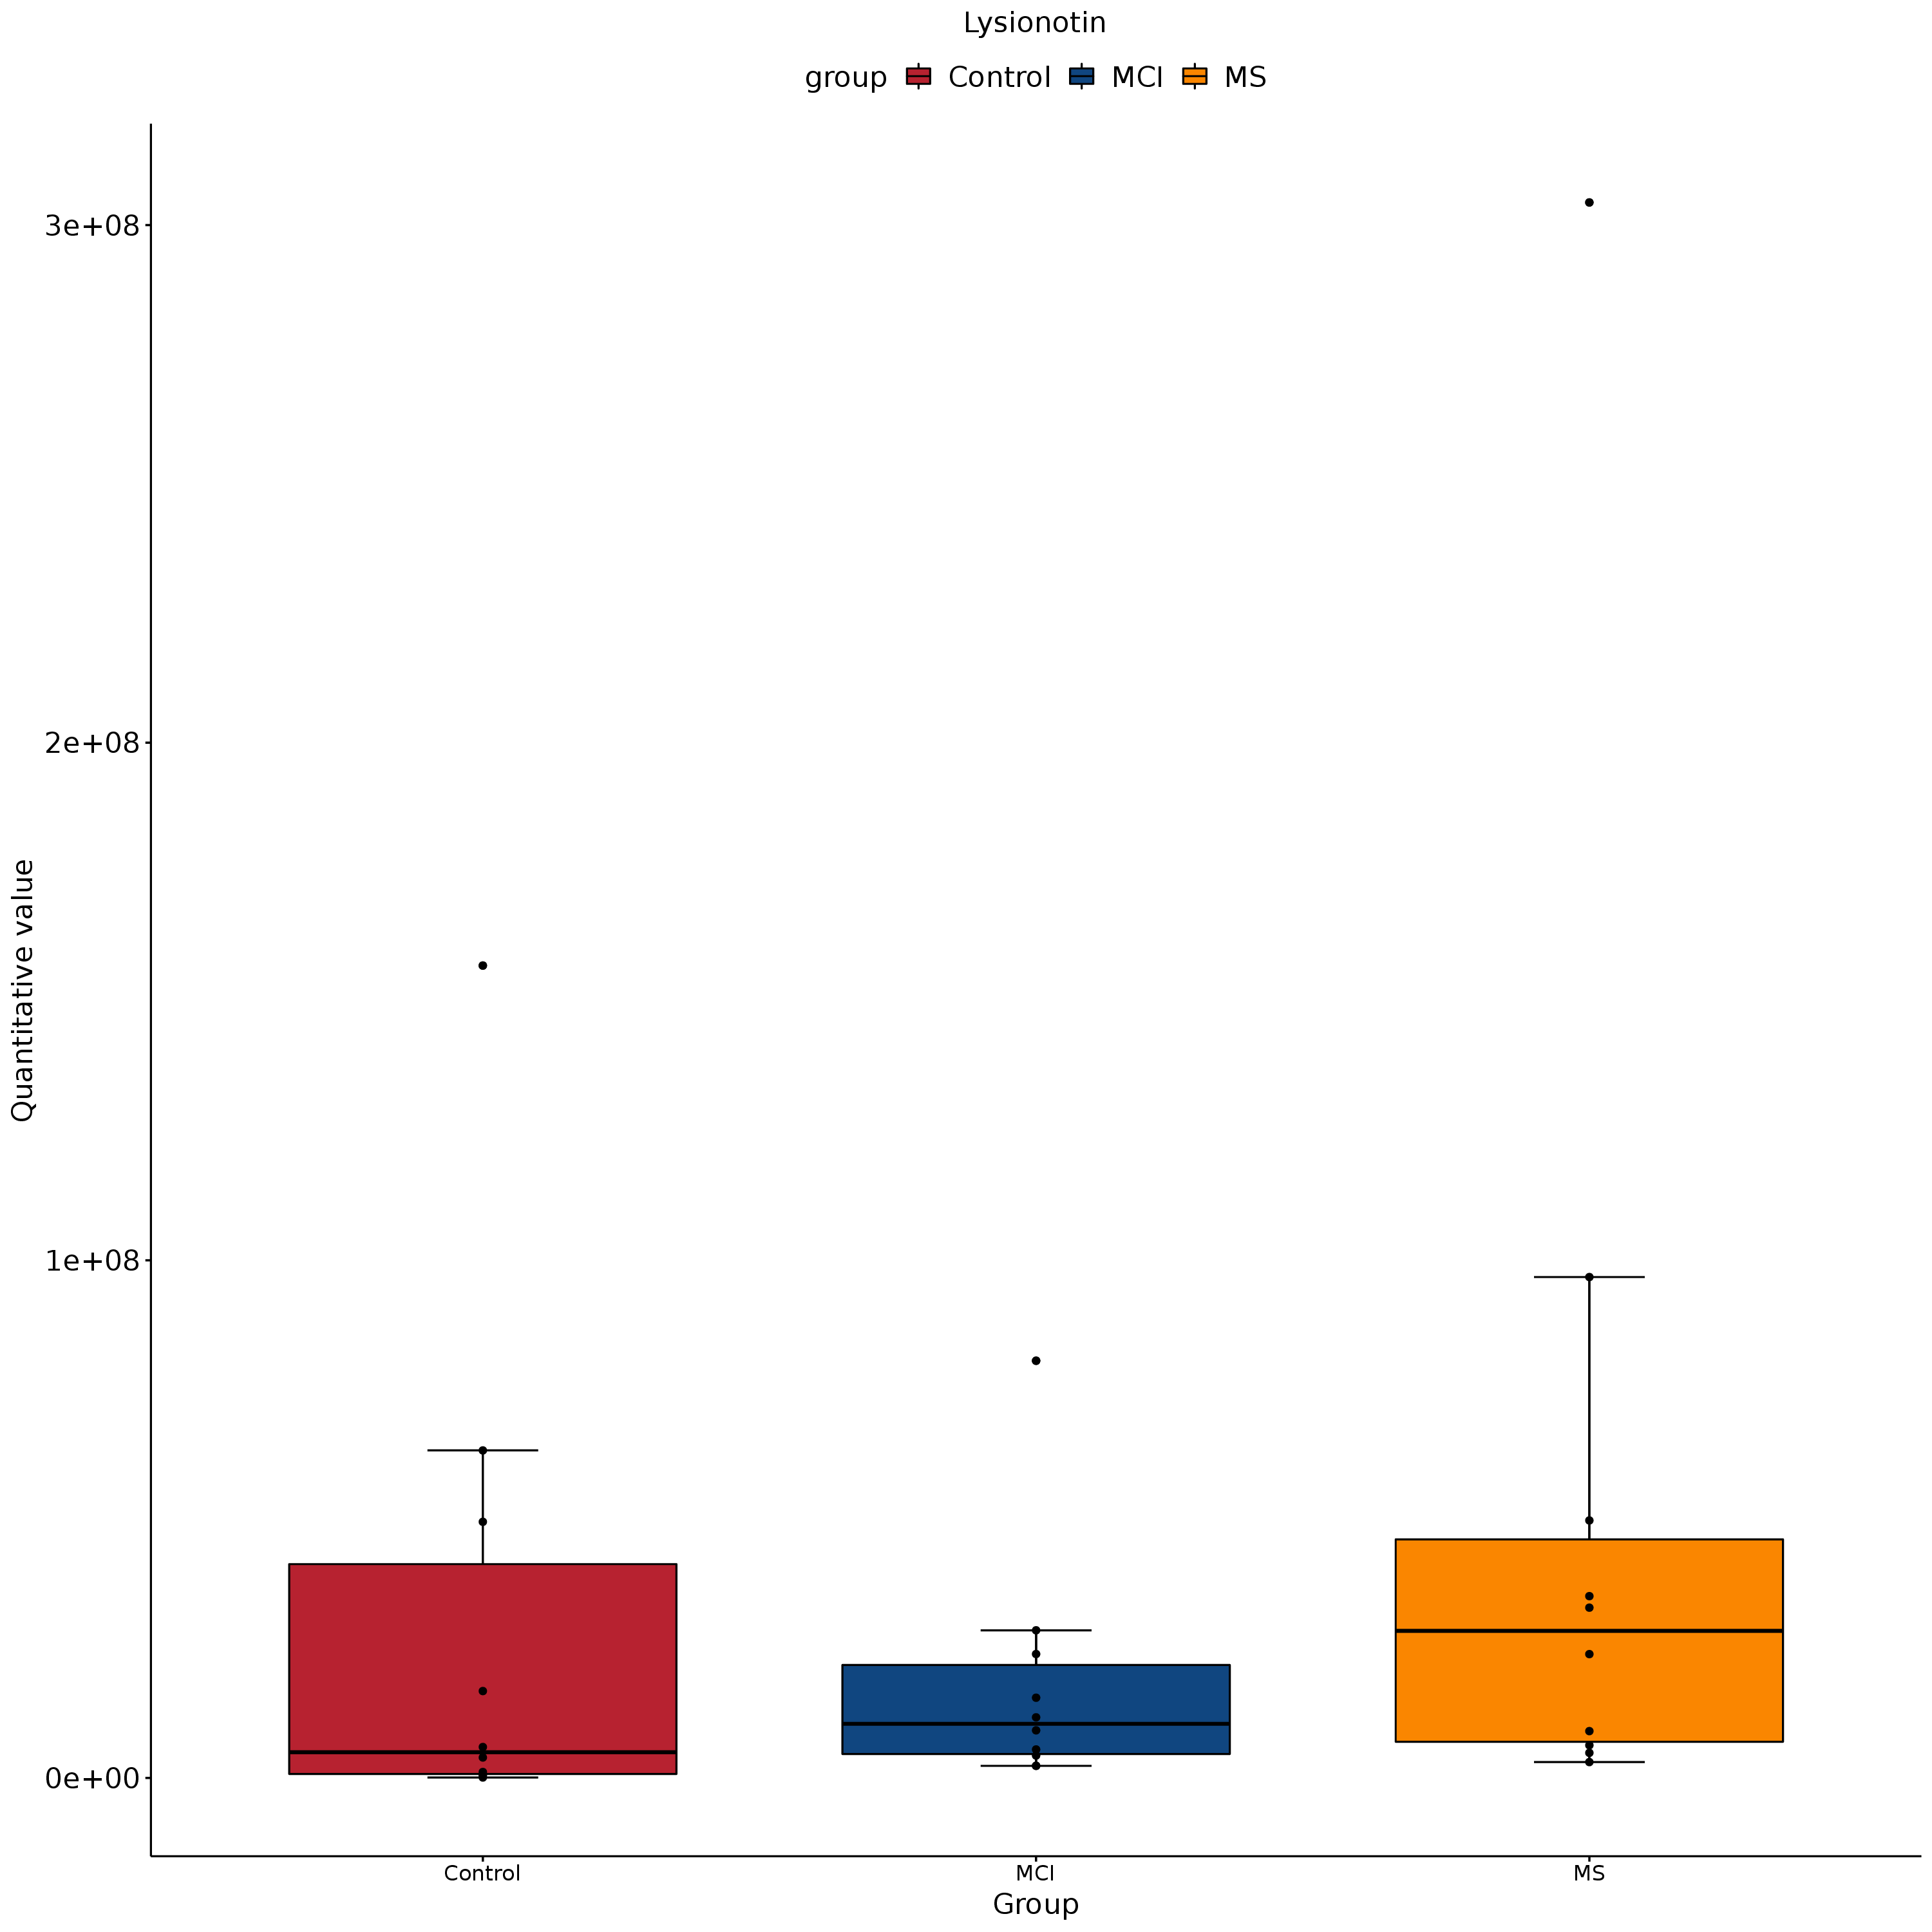 Lysionotin
group Control MCI MS
3e+08
2e+08
1e+08
0e+00
Quantitative value
Control MCI MS
Group